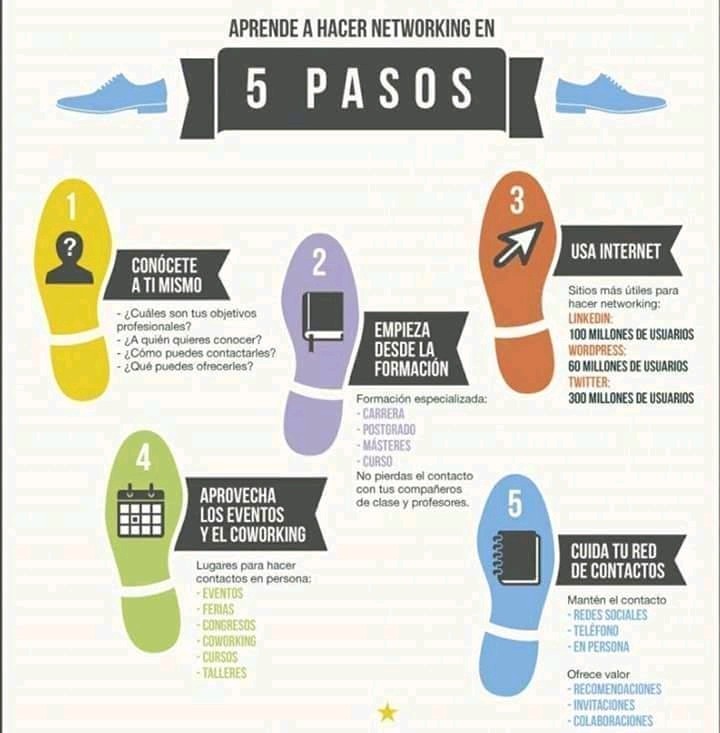 APRENDE A HACER NETWORKING EN
5 PASOS
1
?
CONÓCETE
A TI MISMO
- ¿Cuáles son tus objetivos
profesionales?
- ¿A quién quieres conocer?
- ¿Cómo puedes contactarles?
- ¿Qué puedes ofrecerles?
2
EMPIEZA
DESDE LA
FORMACIÓN
Formación especializada:
- CARRERA
- POSTGRADO
- MÁSTERES
- CURSO
No pierdas el contacto
con tus compañeros
de clase y profesores.
3
USA INTERNET
Sitios más útiles para
hacer networking:
LINKEDIN:
100 MILLONES DE USUARIOS
WORDPRESS:
60 MILLONES DE USUARIOS
TWITTER:
300 MILLONES DE USUARIOS
4
APROVECHA
LOS EVENTOS
Y EL COWORKING
Lugares para hacer
contactos en persona:
- EVENTOS
- FERIAS
- CONGRESOS
- COWORKING
- CURSOS
- TALLERES
5
CUIDA TU RED
DE CONTACTOS
Mantén el contacto
- REDES SOCIALES
- TELÉFONO
- EN PERSONA
Ofrece valor
- RECOMENDACIONES
- INVITACIONES
- COLABORACIONES